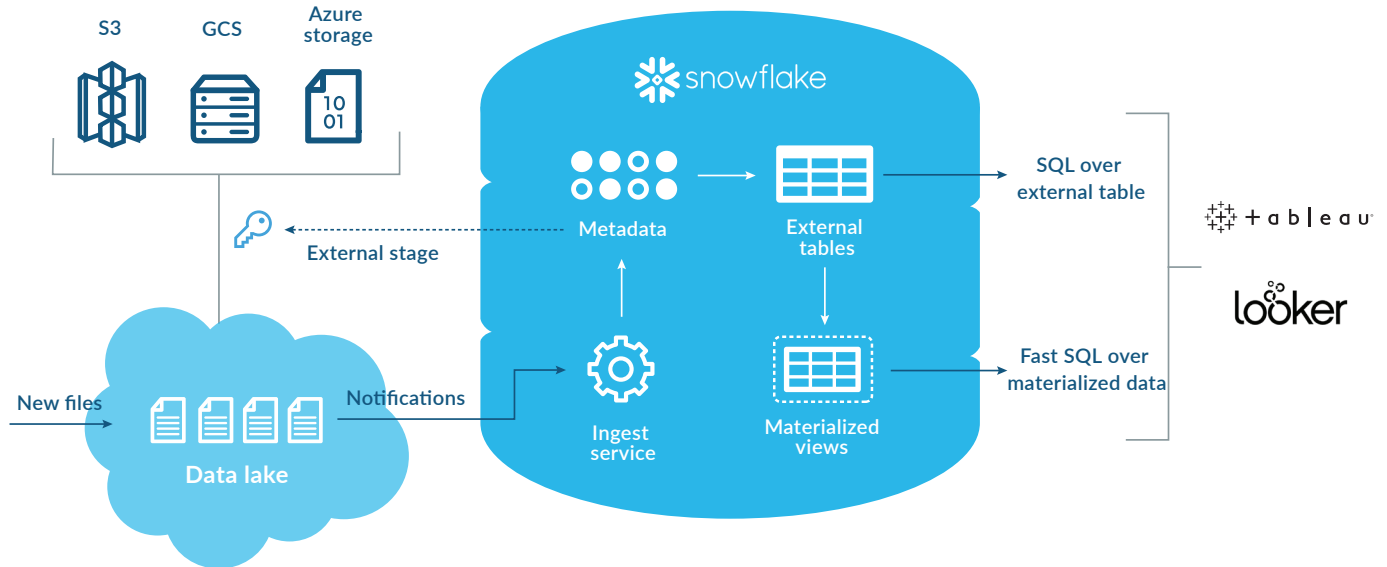 S3
GCS
Azure
storage
10
01
snowflake
Metadata
External
tables
SQL over
external table
External stage
+ableau
looker
New files
Notifications
Data lake
Ingest
service
Materialized
views
Fast SQL over
materialized data